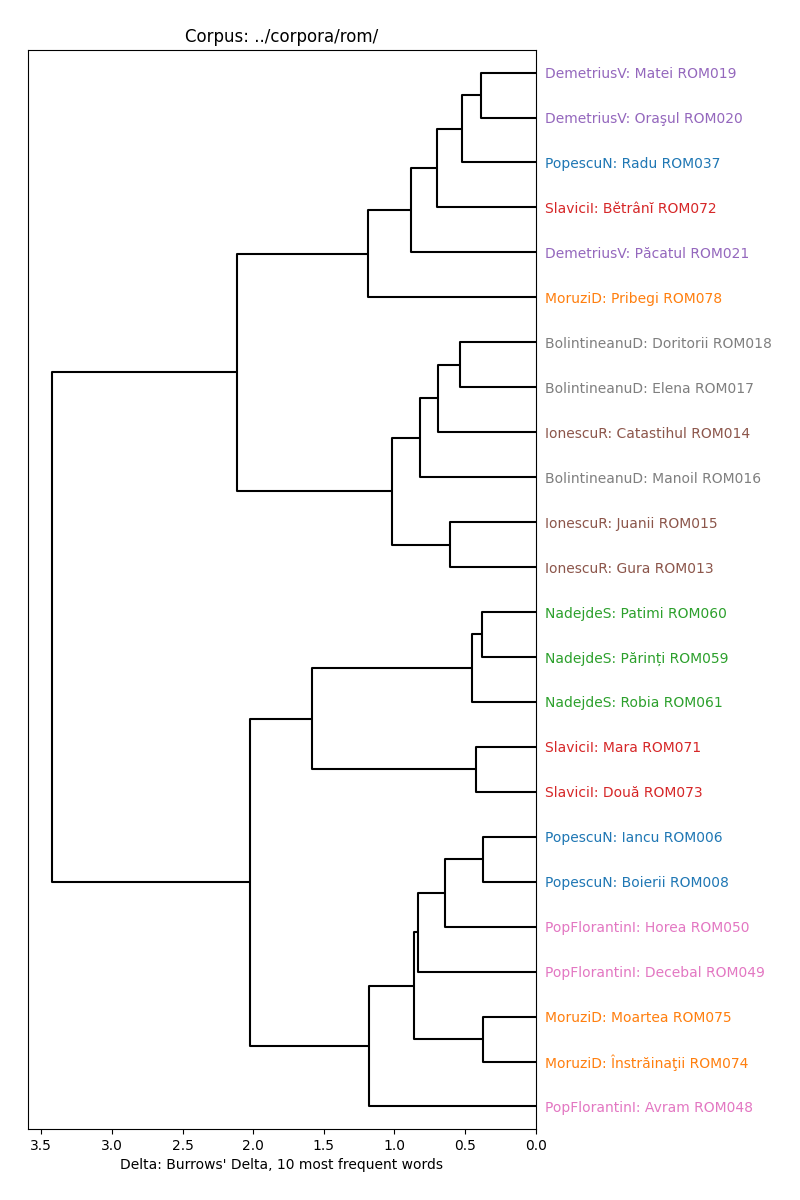 Corpus: ../corpora/rom/
DemetriusV: Matei ROM019
DemetriusV: Oraşul ROM020
PopescuN: Radu ROM037
SlaviciI: Bĕtrânĭ ROM072
DemetriusV: Păcatul ROM021
MoruziD: Pribegi ROM078
BolintineanuD: Doritorii ROM018
BolintineanuD: Elena ROM017
IonescuR: Catastihul ROM014
BolintineanuD: Manoil ROM016
IonescuR: Juanii ROM015
IonescuR: Gura ROM013
NadejdeS: Patimi ROM060
NadejdeS: Părinți ROM059
NadejdeS: Robia ROM061
SlaviciI: Mara ROM071
SlaviciI: Două ROM073
PopescuN: Iancu ROM006
PopescuN: Boierii ROM008
PopFlorantinI: Horea ROM050
PopFlorantinI: Decebal ROM049
MoruziD: Moartea ROM075
MoruziD: Înstrăinaţii ROM074
PopFlorantinI: Avram ROM048
3.5 3.0 2.5 2.0 1.5 1.0 0.5 0.0
Delta: Burrows' Delta, 10 most frequent words